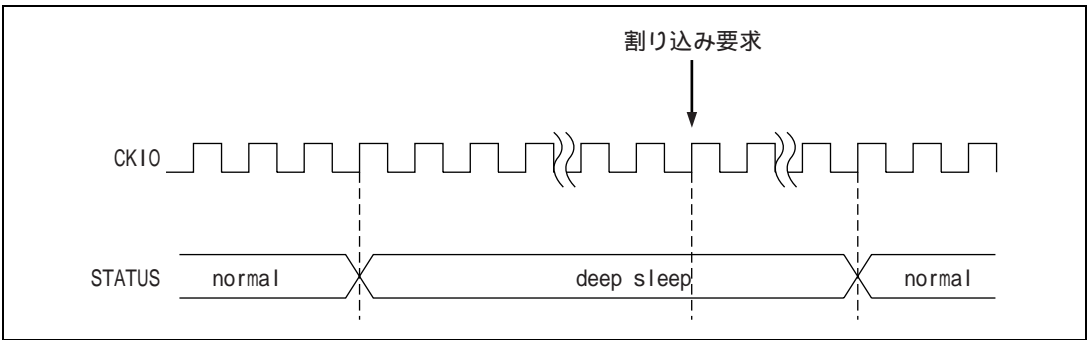 割り込み要求
CKIO
STATUS normal deep sleep normal